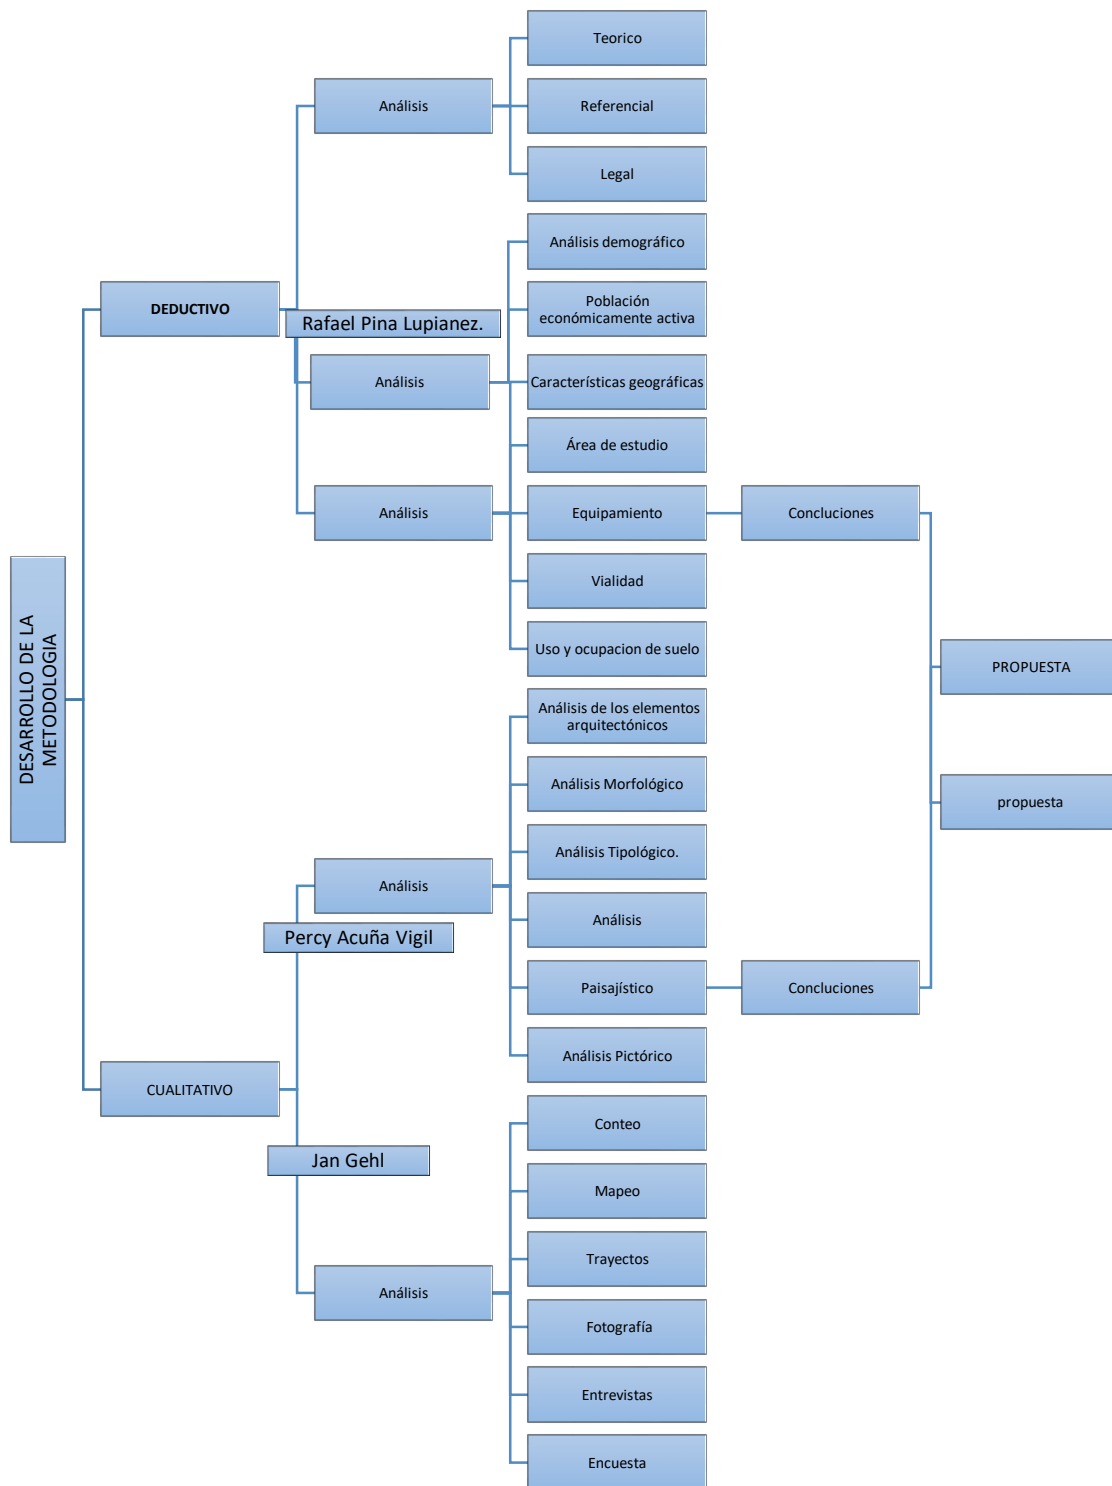 DESARROLLO DE LA
METODOLOGIA
DEDUCTIVO
Rafael Pina Lupianez.
Análisis
Teorico
Referencial
Legal
Análisis
Análisis demográfico
Población
económicamente activa
Característícas geográficas
Análisis
Área de estudio
Equipamiento
Vialidad
Uso y ocupacion de suelo
Concluciones
CUALITATIVO
Percy Acuña Vigil
Análisis
Análisis de los elementos
arquitectónicos
Análisis Morfológico
Análisis Tipológico.
Análisis
Paisajístico
Análisis Pictórico
Concluciones
Jan Gehl
Análisis
Conteo
Mapeo
Trayectos
Fotografía
Entrevistas
Encuesta
PROPUESTA
propuesta